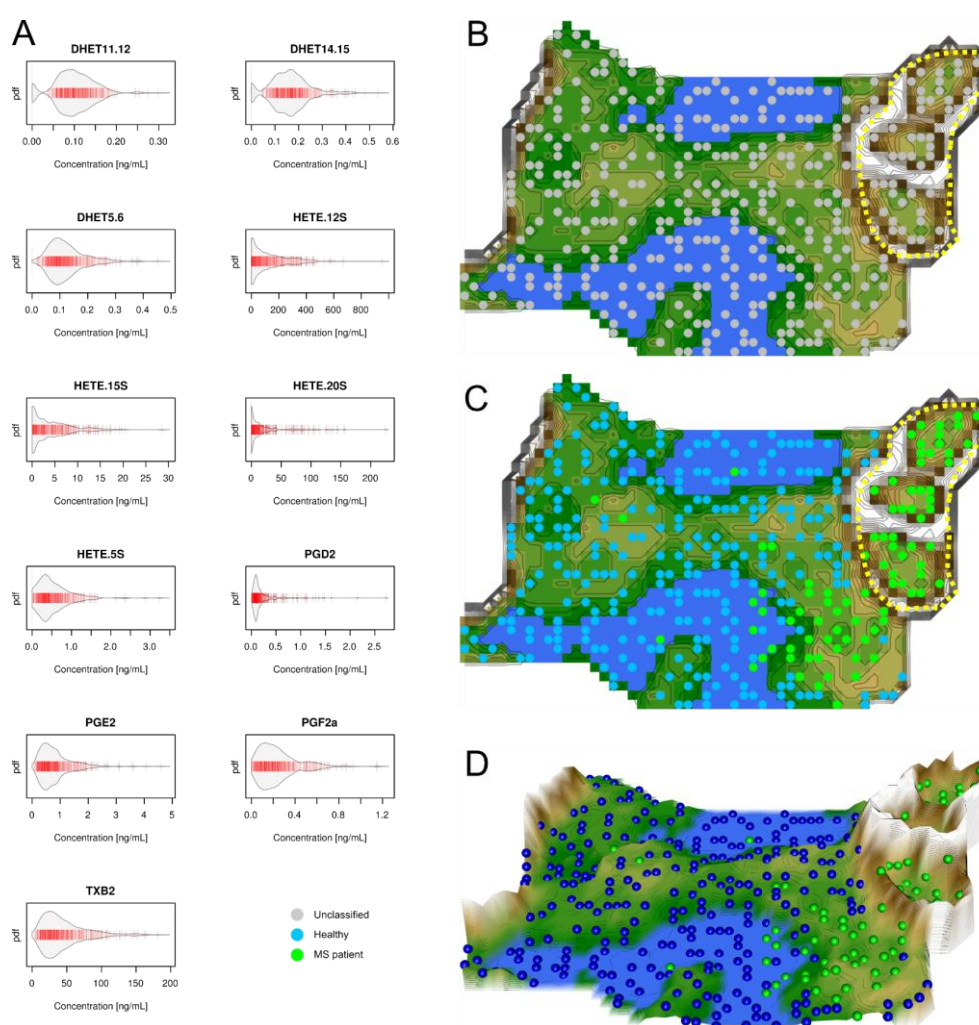 A
DHET11.12
pdf
0.00 0.10 0.20 0.30
Concentration [ng/mL]
DHET14.15
0.0 0.1 0.2 0.3 0.4 0.5 0.6
Concentration [ng/mL]
DHET5.6
pdf
0.0 0.1 0.2 0.3 0.4 0.5
Concentration [ng/mL]
HETE.12S
0 200 400 600 800
Concentration [ng/mL]
HETE.15S
pdf
0 5 10 15 20 25 30
Concentration [ng/mL]
HETE.20S
0 50 100 150 200
Concentration [ng/mL]
HETE.5S
pdf
0.0 1.0 2.0 3.0
Concentration [ng/mL]
PGD2
pdf
0.0 0.5 1.0 1.5 2.0 2.5
Concentration [ng/mL]
PGE2
pdf
0 1 2 3 4 5
Concentration [ng/mL]
PGF2a
pdf
0.0 0.4 0.8 1.2
Concentration [ng/mL]
TXB2
pdf
0 50 100 150 200
Concentration [ng/mL]
Unclassified
Healthy
MS patient
B
C
D